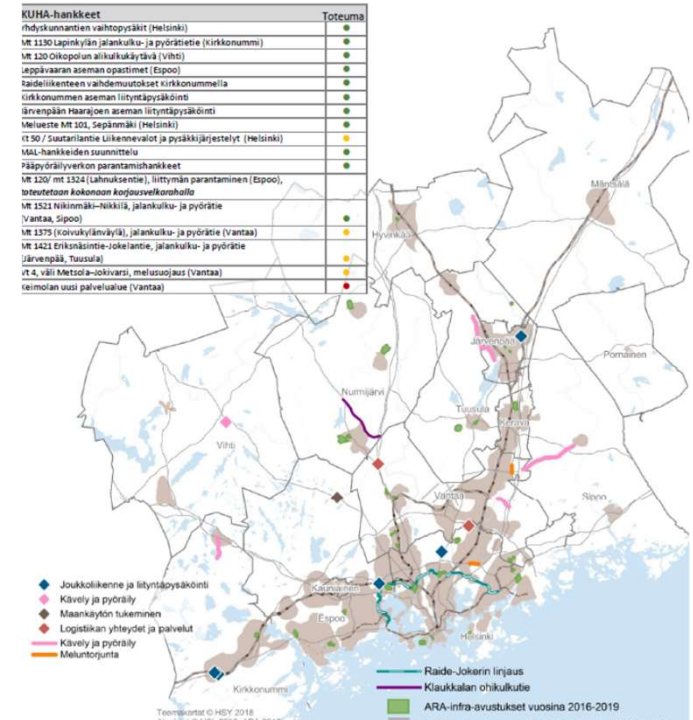 KUHA-hankkeet Toteuma
Yhdyskunnantien vaihtopysäkit (Helsinki)
Mt 1130 Lapinkylän jalankulku- ja pyörätietie (Kirkkonummi)
Mt 120 Oikopolun alikulkukäytävä (Vihti)
Leppävaaran aseman opastimet (Espoo)
Raideliikenteen vaihdemuutokset Kirkkonummella
Kirkkonummen aseman liityntäpysäköinti
Järvenpään Haarajoen aseman liityntäpysäköinti
Melueste Mt 101, Sepänmäki (Helsinki)
Kt 50 / Suutarilantie Liikennevalot ja pysäkkijärjestelyt (Helsinki)
MAL-hankkeiden suunnittelu
Pääpyöräilyverkon parantamishankkeet
Mt 120/ mt 1324 (Lahnuksentie), liittymän parantaminen (Espoo),
toteutetaan kokonaan korjausvelkarahalla
Mt 1521 Nikinmäki–Nikkilä, jalankulku- ja pyörätie
(Vantaa, Sipoo)
Mt 1375 (Koivukylänväylä), jalankulku- ja pyörätie (Vantaa)
Mt 1421 Eriksnäsintie-Jokelantie, jalankulku- ja pyörätie
(Järvenpää, Tuusula)
Vt 4, väli Metsola–Jokivarsi, melusuojaus (Vantaa)
Keimolan uusi palvelualue (Vantaa)
Mäntsälä
Hyvinkää
Järvenpää
Pornainen
Nurmijärvi
Tuusula
Kerava
Vihti
Vantaa
Sipoo
Kauniainen
Espoo
Helsinki
Kirkkonummi
Joukkoliikenne ja liityntäpysäköinti
Kävely ja pyöräily
Maankäytön tukeminen
Logistiikan yhteydet ja palvelut
Kävely ja pyöräily
Meluntorjunta
Raide-Jokerin linjaus
Klaukkalan ohikulkutie
ARA-infra-avustukset vuosina 2016-2019
Teemakartat © HSY 2018